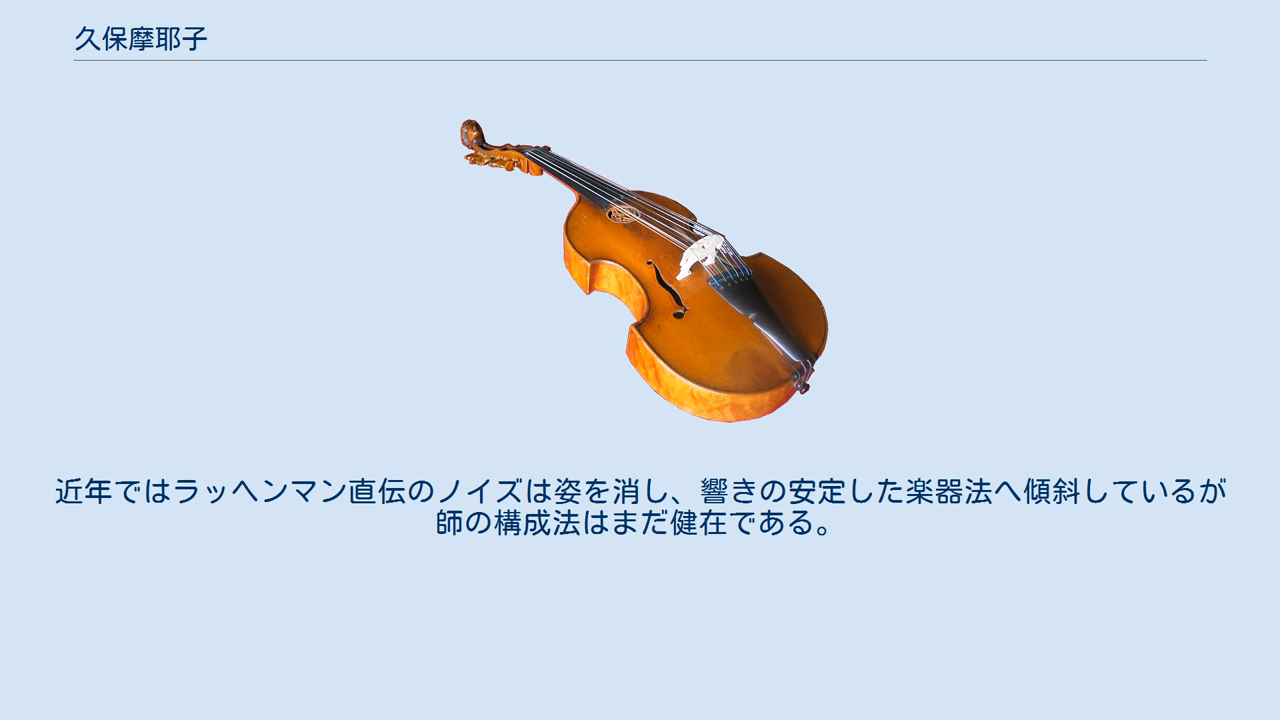 久保摩耶子
近年ではラッヘンマン直伝のノイズは姿を消し、響きの安定した楽器法へ傾斜しているが
師の構成法はまだ健在である。